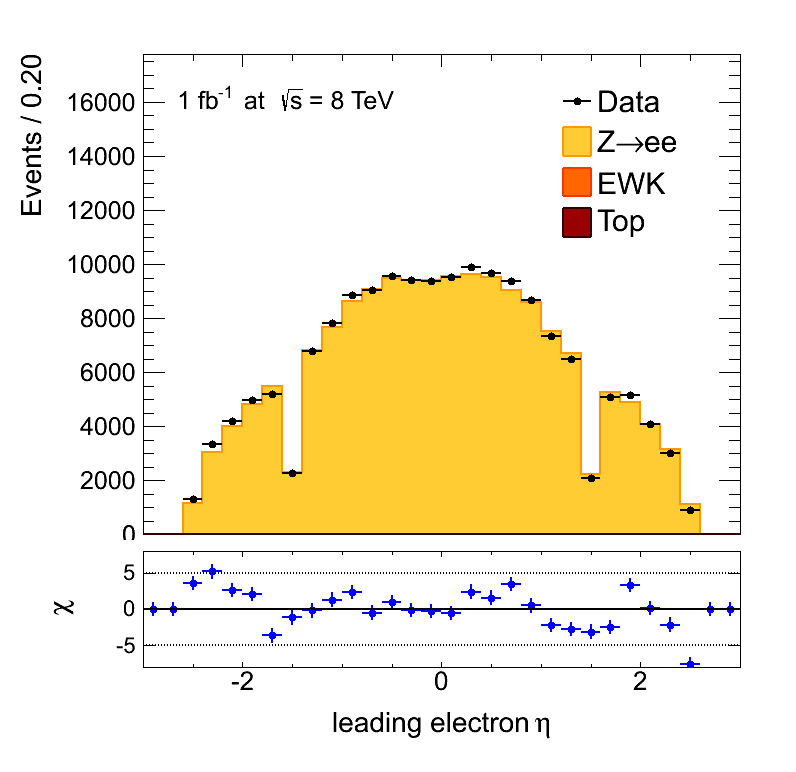 Events / 0.20
16000
14000
12000
10000
8000
6000
4000
2000
0
1 fb-1 at √s = 8 TeV
Data
Z→ee
EWK
Top
χ
5
0
-5
-2 0 2
leading electron η